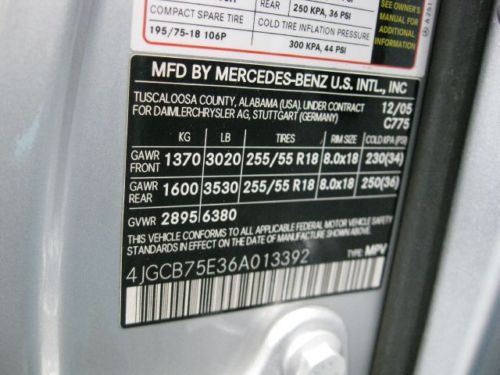 250 KPA, 36 PSI
COMPACT SPARE TIRE
195/75-18 106P
COLD TIRE INFLATION PRESSURE
300 KPA, 44 PSI
SEE OWNER'S
MANUAL FOR
ADDITIONAL
INFORMATION
MFD BY MERCEDES-BENZ U.S. INTL., INC
TUSCALOOSA COUNTY, ALABAMA (USA). UNDER CONTRACT 12/05
FOR DAIMLERCHRYSLER AG, STUTTGART (GERMANY) C775
KG LB TIRES RIM SIZE COLD KPA (PSI)
GAWR FRONT 1370 3020 255/55 R18 8.0x18 230(34)
GAWR REAR 1600 3530 255/55 R18 8.0x18 250(36)
GVWR 2895 6380
THIS VEHICLE CONFORMS TO ALL APPLICABLE FEDERAL MOTOR VEHICLE SAFETY
STANDARDS IN EFFECT ON THE DATE OF MANUFACTURE SHOWN ABOVE.
4JGCB75E36A013392 TYPE: MPV